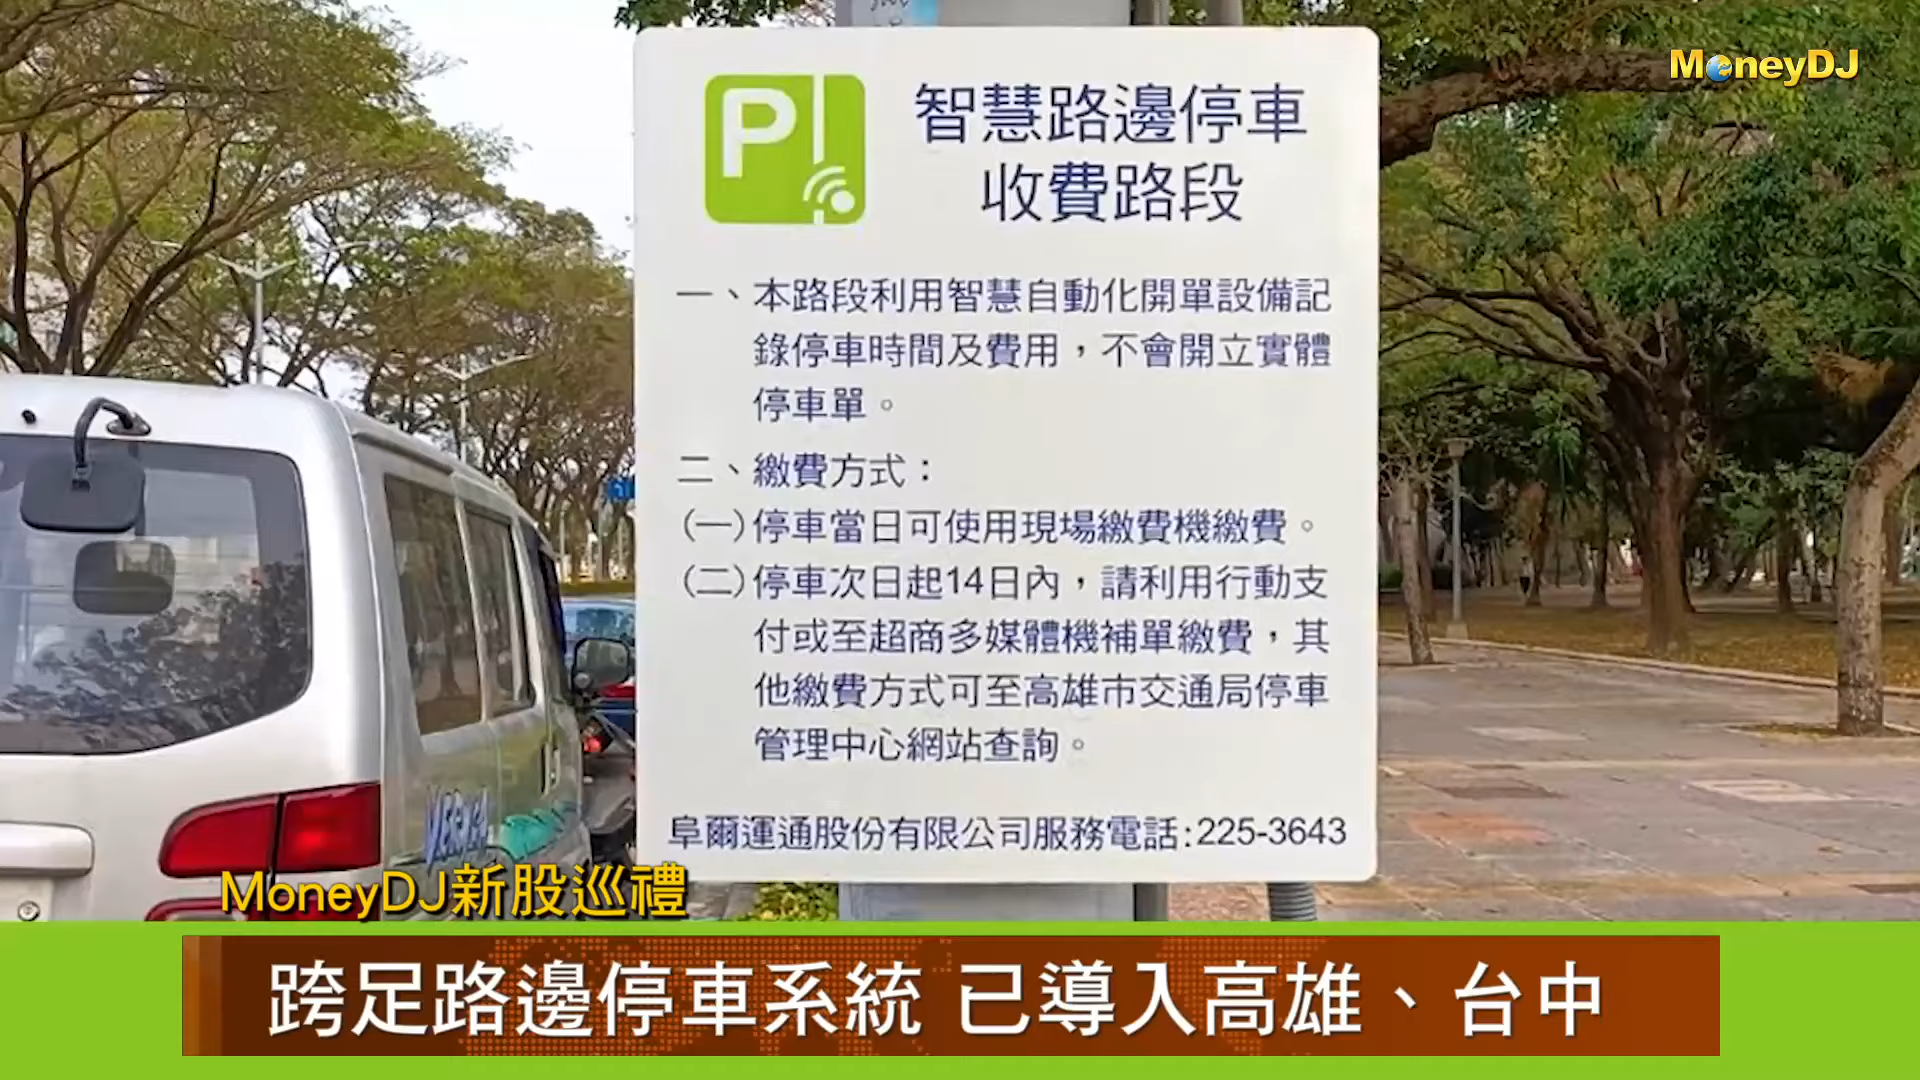 MoneyDJ
P
智慧路邊停車
收費路段
一、本路段利用智慧自動化開單設備記
錄停車時間及費用，不會開立實體
停車單。
二、繳費方式：
(一)停車當日可使用現場繳費機繳費。
(二)停車次日起14日內，請利用行動支
付或至超商多媒體機補單繳費，其
他繳費方式可至高雄市交通局停車
管理中心網站查詢。
阜爾運通股份有限公司服務電話:225-3643
MoneyDJ新股巡禮
跨足路邊停車系統 已導入高雄、台中